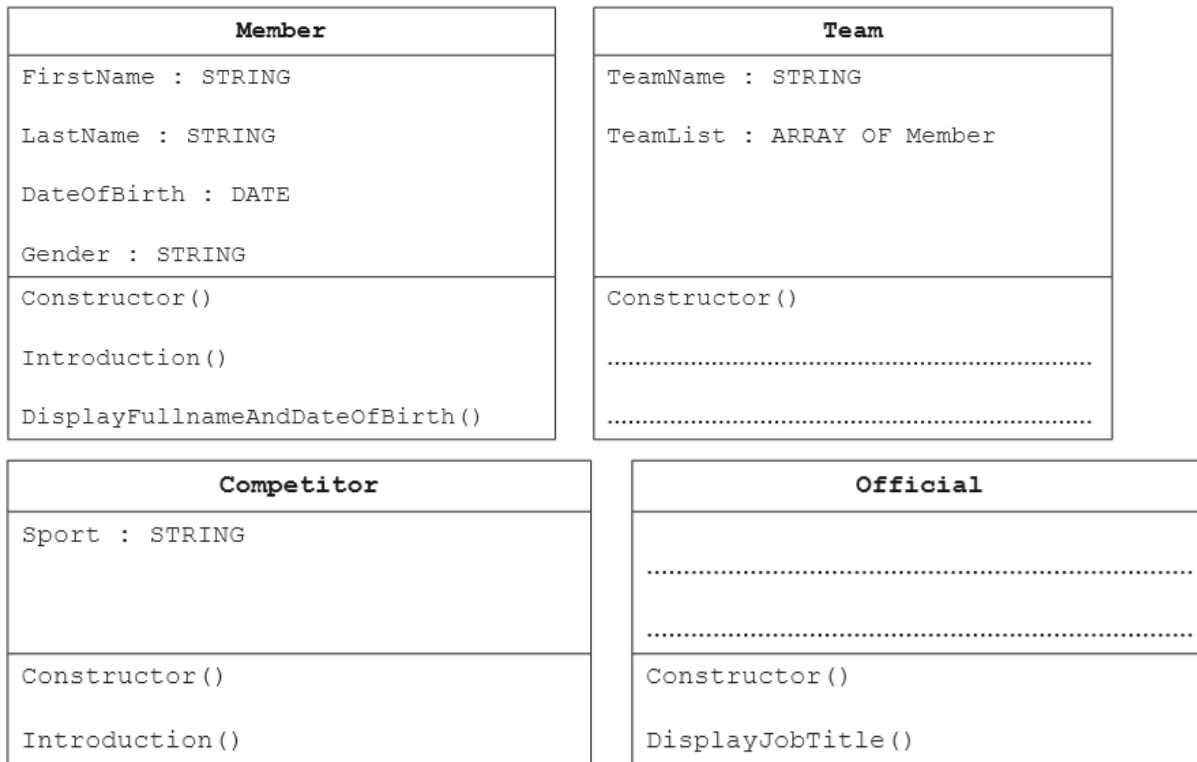 Member
FirstName : STRING
LastName : STRING
DateOfBirth : DATE
Gender : STRING
Constructor()
Introduction()
DisplayFullnameAndDateOfBirth()
Team
TeamName : STRING
TeamList : ARRAY OF Member
Constructor()
........................................................................
........................................................................
Competitor
Sport : STRING
Constructor()
Introduction()
Official
........................................................................
........................................................................
Constructor()
DisplayJobTitle()